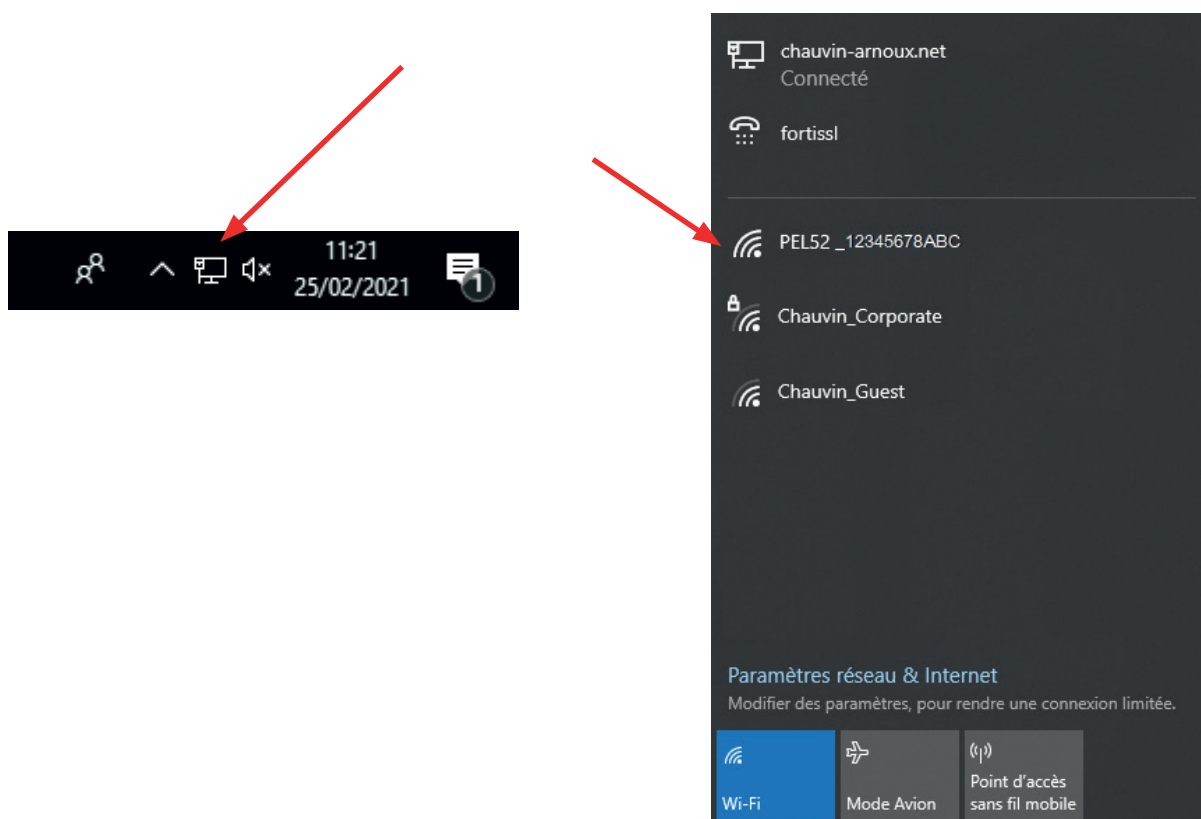 11:21
25/02/2021
1
chauvin-arnoux.net
Connecté
fortissl
PEL52 _12345678ABC
Chauvin_Corporate
Chauvin_Guest
Paramètres réseau & Internet
Modifier des paramètres, pour rendre une connexion limitée.
Wi-Fi
Mode Avion
Point d'accès
sans fil mobile